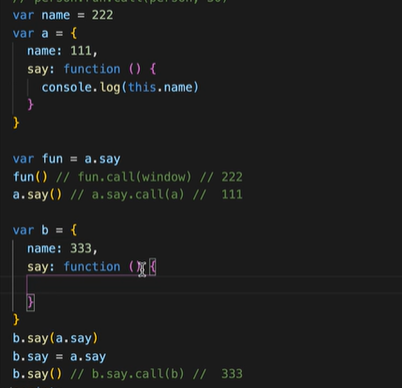 var name = 222
var a = {
  name: 111,
  say: function () {
    console.log(this.name)
  }
}
var fun = a.say
fun() // fun.call(window) // 222
a.say() // a.say.call(a) //  111
var b = {
  name: 333,
  say: function () {
  }
}
b.say(a.say)
b.say = a.say
b.say() // b.say.call(b) //  333